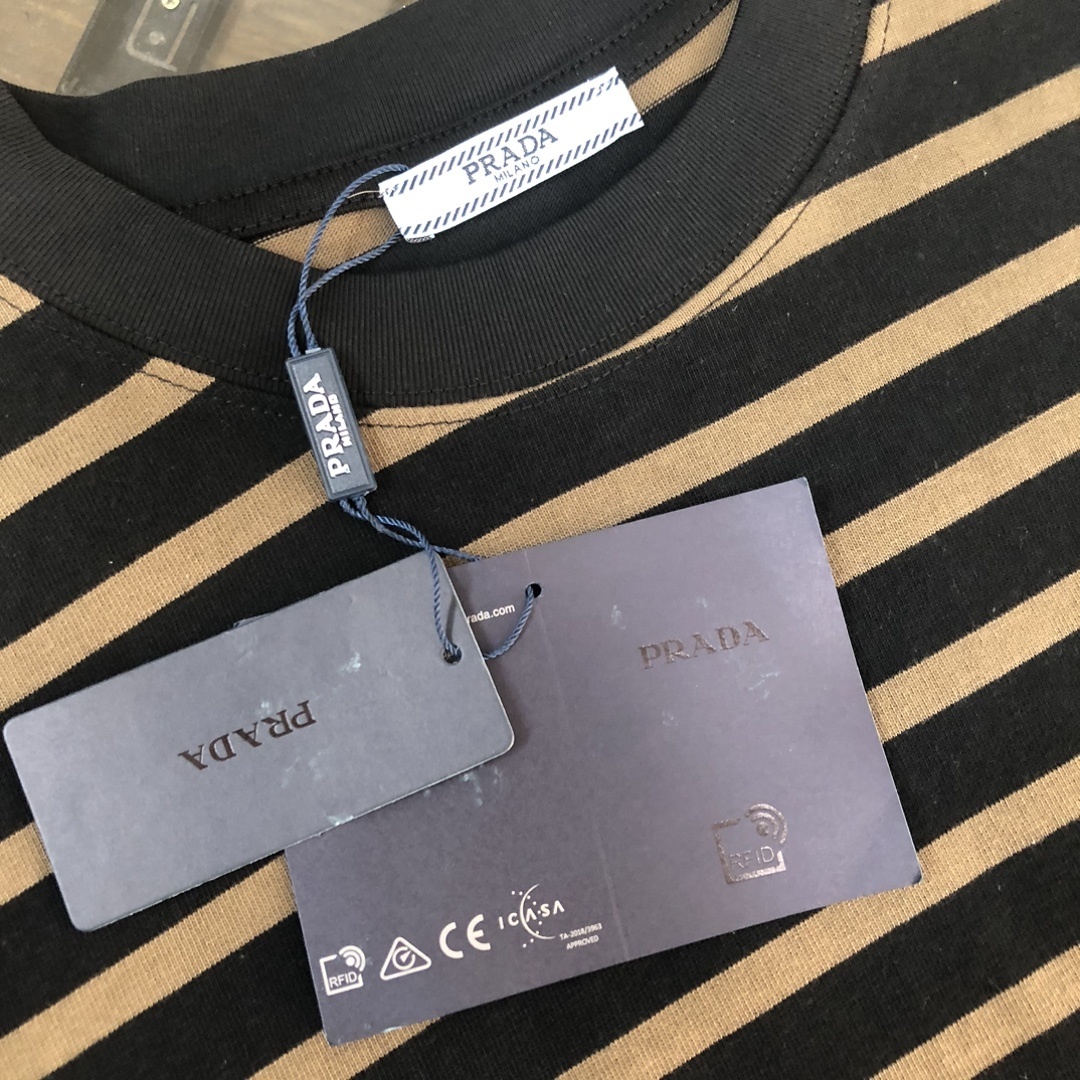 PRADA
MILANO
PRADA
MILANO
rada.com
PRADA
PRADA
RFID
RFID
CE
ICASA
TA-2018/3963
APPROVED